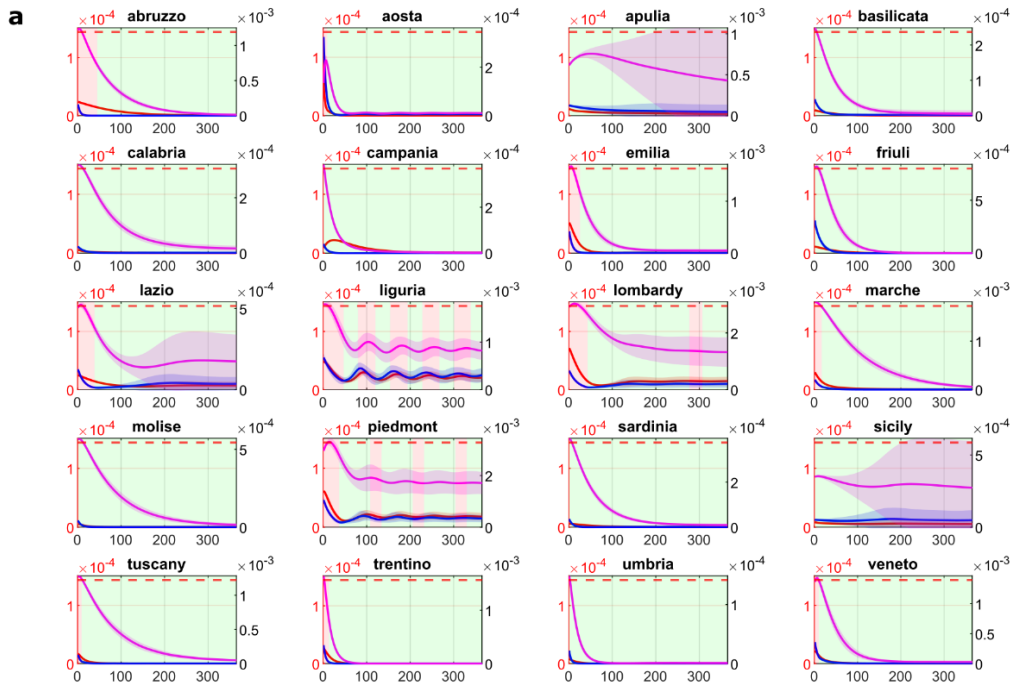 a
abruzzo aosta apulia basilicata
× 10⁻⁴ × 10⁻³ × 10⁻⁴ × 10⁻⁴ × 10⁻⁴ × 10⁻³ × 10⁻⁴ × 10⁻⁴
1 1 1 2 1 1 1 2
0.5 0.5 1
0 0 0 0 0 0 0 0
0 100 200 300 0 100 200 300 0 100 200 300 0 100 200 300
calabria campania emilia friuli
× 10⁻⁴ × 10⁻⁴ × 10⁻⁴ × 10⁻⁴ × 10⁻⁴ × 10⁻³ × 10⁻⁴ × 10⁻⁴
1 3 1 2 1 1 1 5
2
1
0 0 0 0 0 0 0 0
0 100 200 300 0 100 200 300 0 100 200 300 0 100 200 300
lazio liguria lombardy marche
× 10⁻⁴ × 10⁻⁴ × 10⁻⁴ × 10⁻³ × 10⁻⁴ × 10⁻³ × 10⁻⁴ × 10⁻³
1 5 1 1 1 2 1 1
0 0 0 0 0 0 0 0
0 100 200 300 0 100 200 300 0 100 200 300 0 100 200 300
molise piedmont sardinia sicily
× 10⁻⁴ × 10⁻⁴ × 10⁻⁴ × 10⁻³ × 10⁻⁴ × 10⁻⁴ × 10⁻⁴ × 10⁻⁴
1 5 1 2 1 2 1 4
2
0 0 0 0 0 0 0 0
0 100 200 300 0 100 200 300 0 100 200 300 0 100 200 300
tuscany trentino umbria veneto
× 10⁻⁴ × 10⁻³ × 10⁻⁴ × 10⁻³ × 10⁻⁴ × 10⁻⁴ × 10⁻⁴ × 10⁻³
1 1 1 1 1 4 1 1
0.5 2 0.5
0 0 0 0 0 0 0 0
0 100 200 300 0 100 200 300 0 100 200 300 0 100 200 300